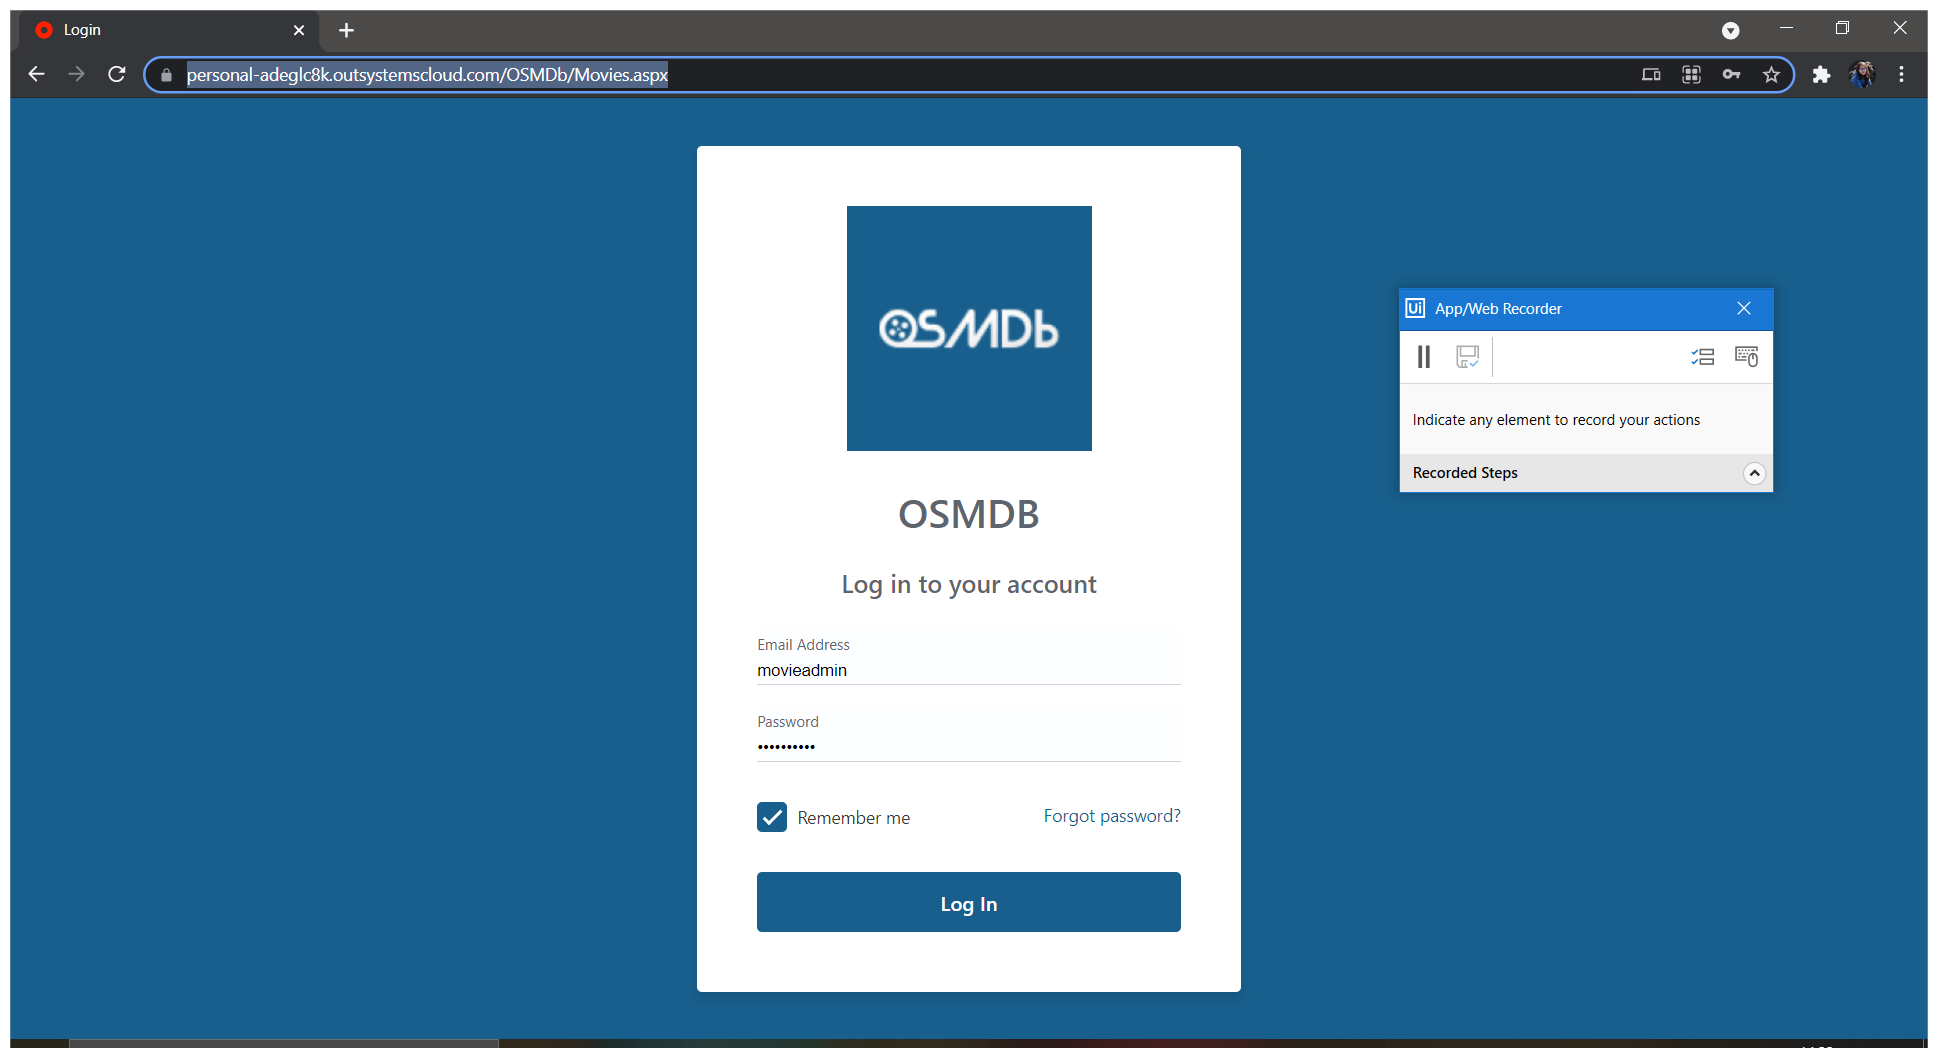 Login
personal-adeglc8k.outsystemscloud.com/OSMDb/Movies.aspx
OSMDb
OSMDB
Log in to your account
Email Address
movieadmin
Password
••••••••••
Remember me
Forgot password?
Log In
Ui App/Web Recorder
Indicate any element to record your actions
Recorded Steps